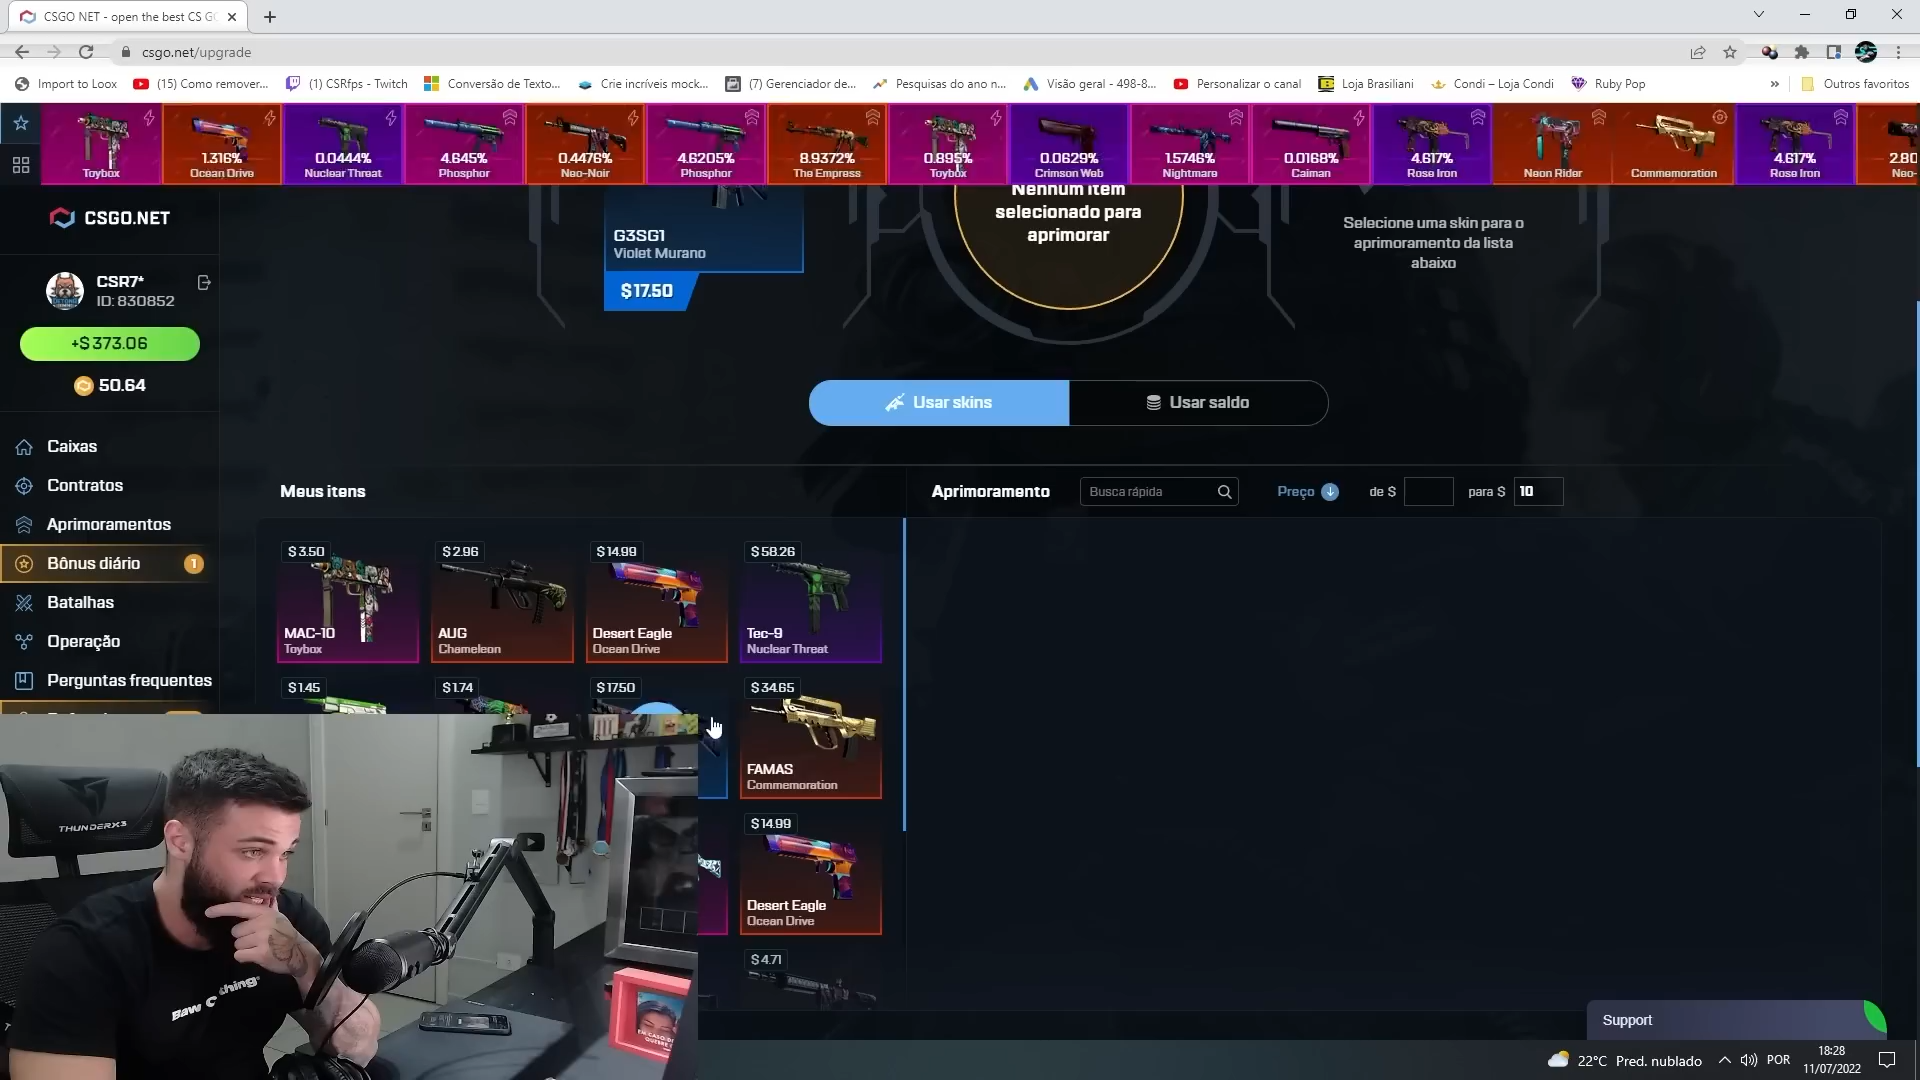 CSGO NET - open the best CS GO
csgo.net/upgrade
Import to Loox
(15) Como remover...
(1) CSRfps - Twitch
Conversão de Texto...
Crie incríveis mock...
(7) Gerenciador de...
Pesquisas do ano n...
Visão geral - 498-8...
Personalizar o canal
Loja Brasiliani
Condi – Loja Condi
Ruby Pop
»
Outros favoritos
1.316%
0.0444%
4.645%
0.4476%
4.6205%
8.9372%
0.895%
0.0629%
1.5746%
0.0168%
4.617%
4.617%
2.80
Toybox
Ocean Drive
Nuclear Threat
Phosphor
Neo-Noir
Phosphor
The Empress
Toybox
Crimson Web
Nightmare
Caiman
Rose Iron
Neon Rider
Commemoration
Rose Iron
Neo-
CSGO.NET
CSR7*
ID: 830852
+$ 373.06
50.64
Caixas
Contratos
Aprimoramentos
Bônus diário
1
Batalhas
Operação
Perguntas frequentes
G3SG1
Violet Murano
$17.50
Nenhum item
selecionado para
aprimorar
Selecione uma skin para o
aprimoramento da lista
abaixo
Usar skins
Usar saldo
Meus itens
Aprimoramento
Busca rápida
Preço
de $
para $
10
$ 3.50
MAC-10
Toybox
$ 2.96
AUG
Chameleon
$ 14.99
Desert Eagle
Ocean Drive
$ 58.26
Tec-9
Nuclear Threat
$ 1.45
$ 1.74
$ 17.50
$ 34.65
FAMAS
Commemoration
$ 14.99
Desert Eagle
Ocean Drive
$ 4.71
THUNDERX3
Support
22°C Pred. nublado
POR
18:28
11/07/2022